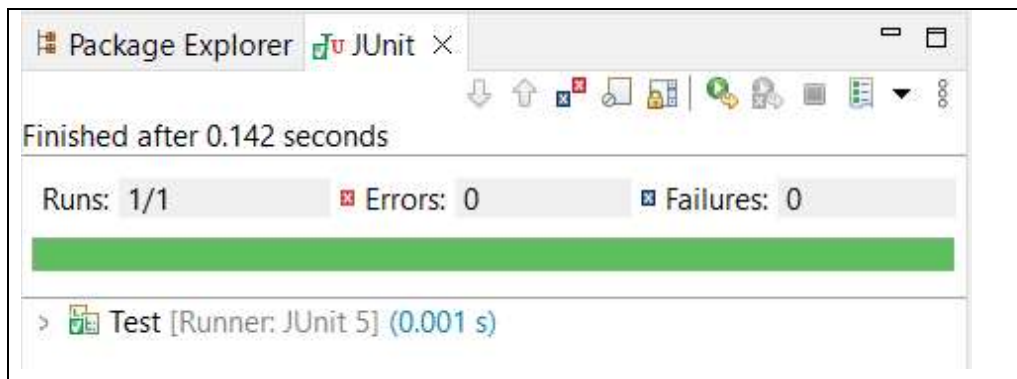 Package Explorer JUnit
Finished after 0.142 seconds
Runs: 1/1 Errors: 0 Failures: 0
Test [Runner: JUnit 5] (0.001 s)